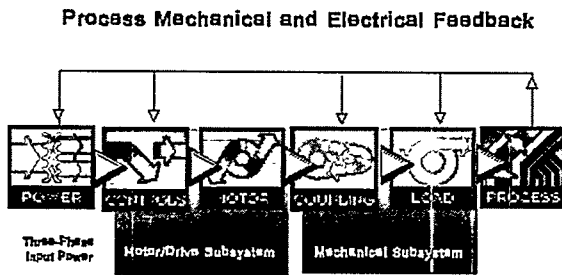 Process Mechanical and Electrical Feedback
POWER CONTROLS MOTOR COUPLING LOAD PROCESS
Three-Phase
Input Power
Motor/Drive Subsystem Mechanical Subsystem